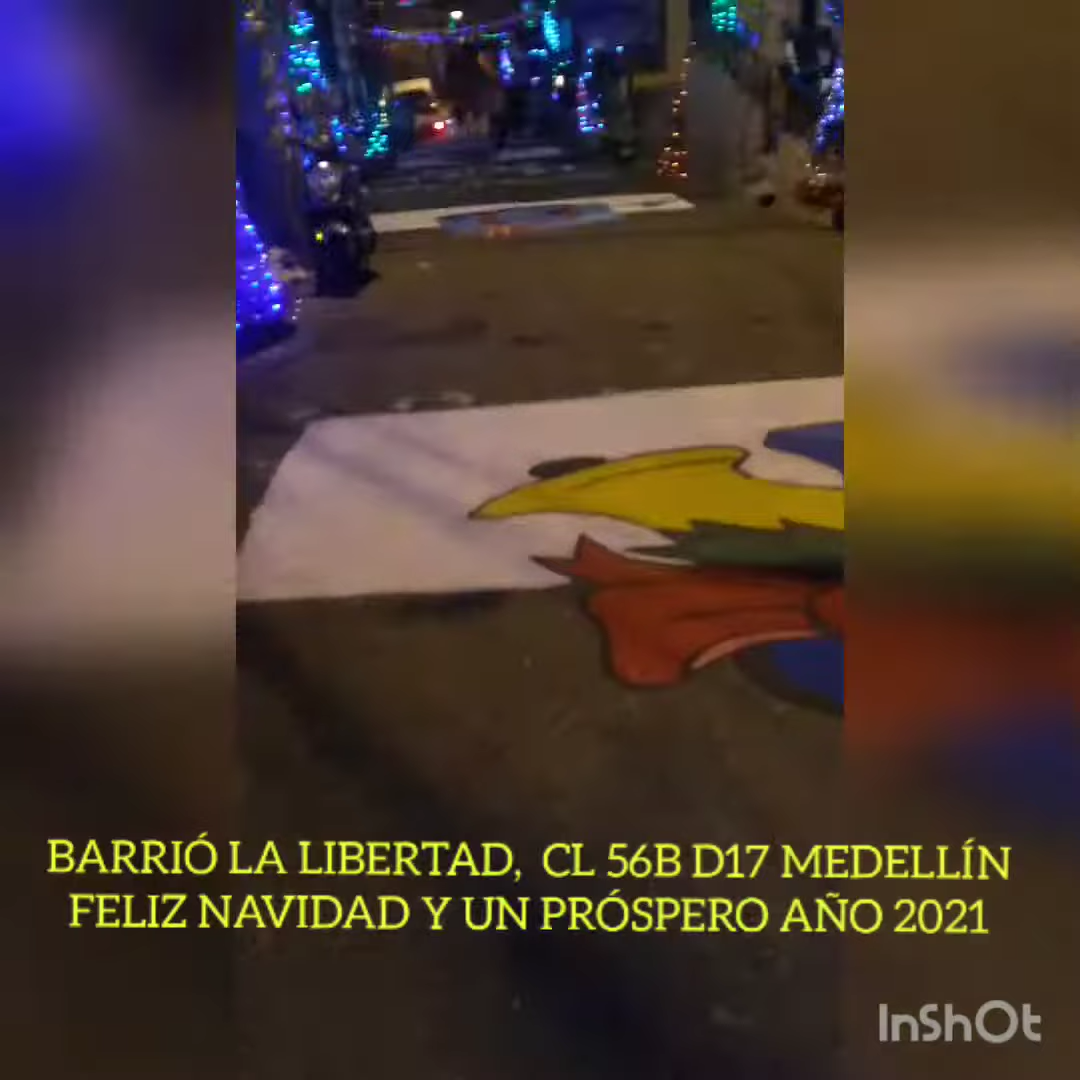 BARRIÓ LA LIBERTAD, CL 56B D17 MEDELLÍN
FELIZ NAVIDAD Y UN PRÓSPERO AÑO 2021
InShOt